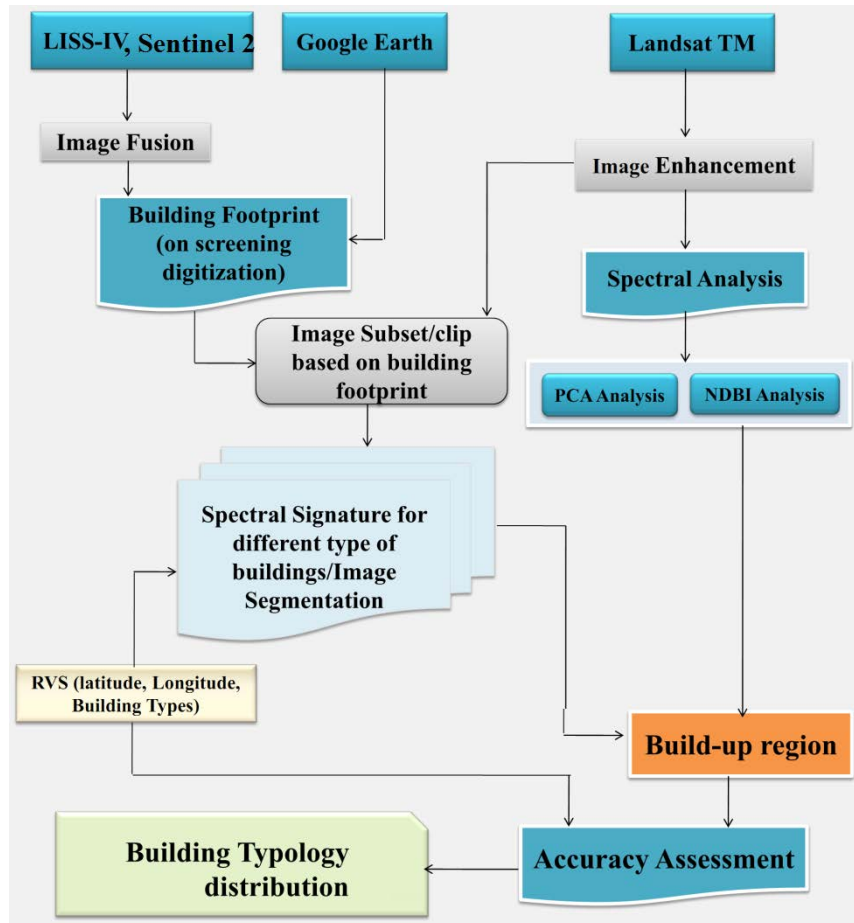 LISS-IV, Sentinel 2
Google Earth
Landsat TM
Image Fusion
Image Enhancement
Building Footprint
(on screening
digitization)
Spectral Analysis
Image Subset/clip
based on building
footprint
PCA Analysis
NDBI Analysis
Spectral Signature for
different type of
buildings/Image
Segmentation
RVS (latitude, Longitude,
Building Types)
Build-up region
Building Typology
distribution
Accuracy Assessment